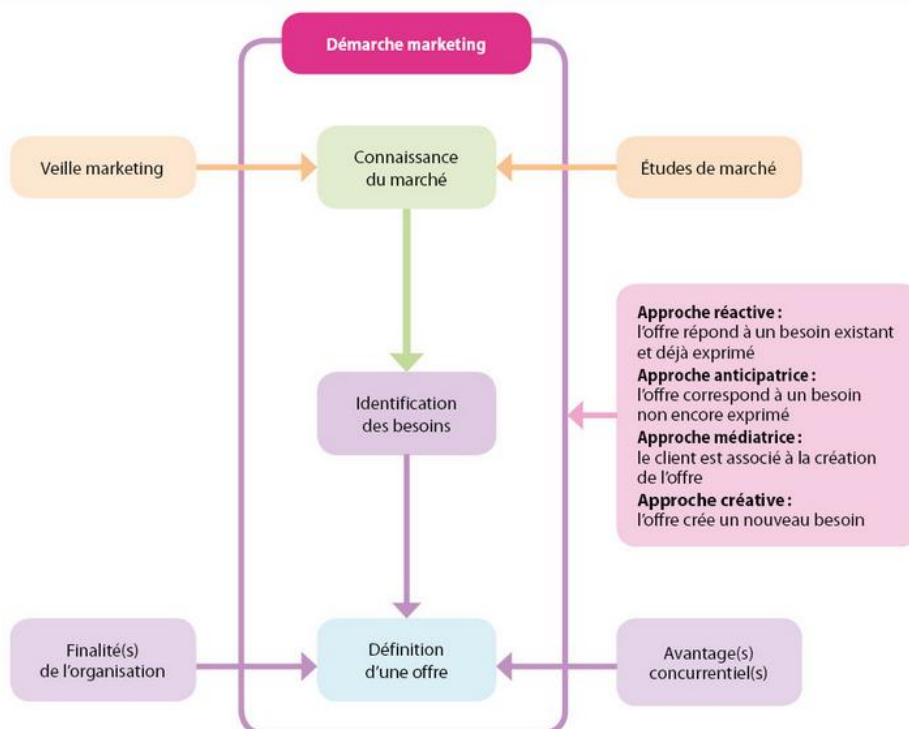 Démarche marketing
Veille marketing
Connaissance
du marché
Études de marché
Approche réactive :
l'offre répond à un besoin existant
et déjà exprimé
Approche anticipatrice :
l'offre correspond à un besoin
non encore exprimé
Approche médiatrice :
le client est associé à la création
de l'offre
Approche créative :
l'offre crée un nouveau besoin
Identification
des besoins
Finalité(s)
de l'organisation
Définition
d'une offre
Avantage(s)
concurrentiel(s)